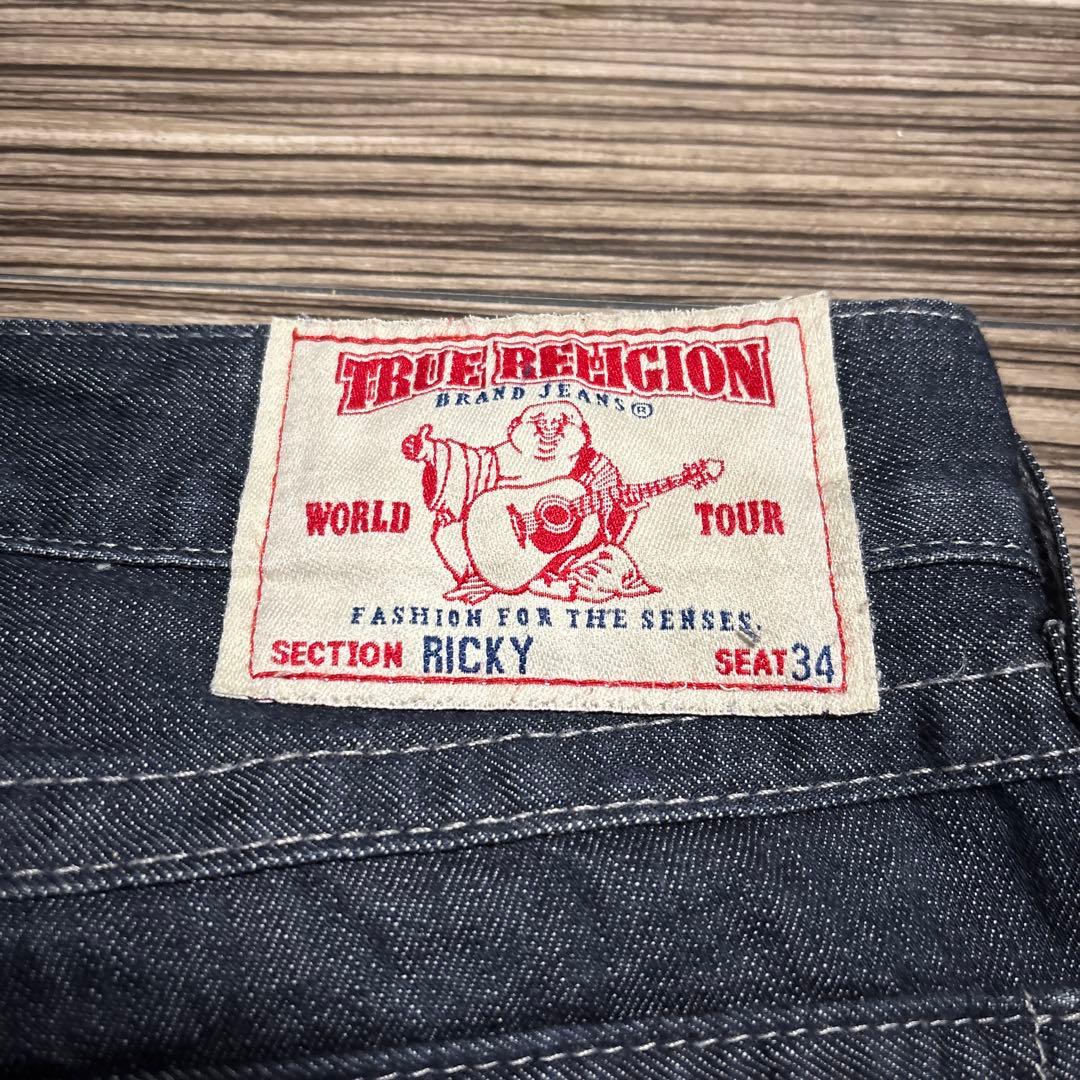 TRUE RELIGION
BRAND JEANS®
WORLD TOUR
FASHION FOR THE SENSES.
SECTION RICKY SEAT 34